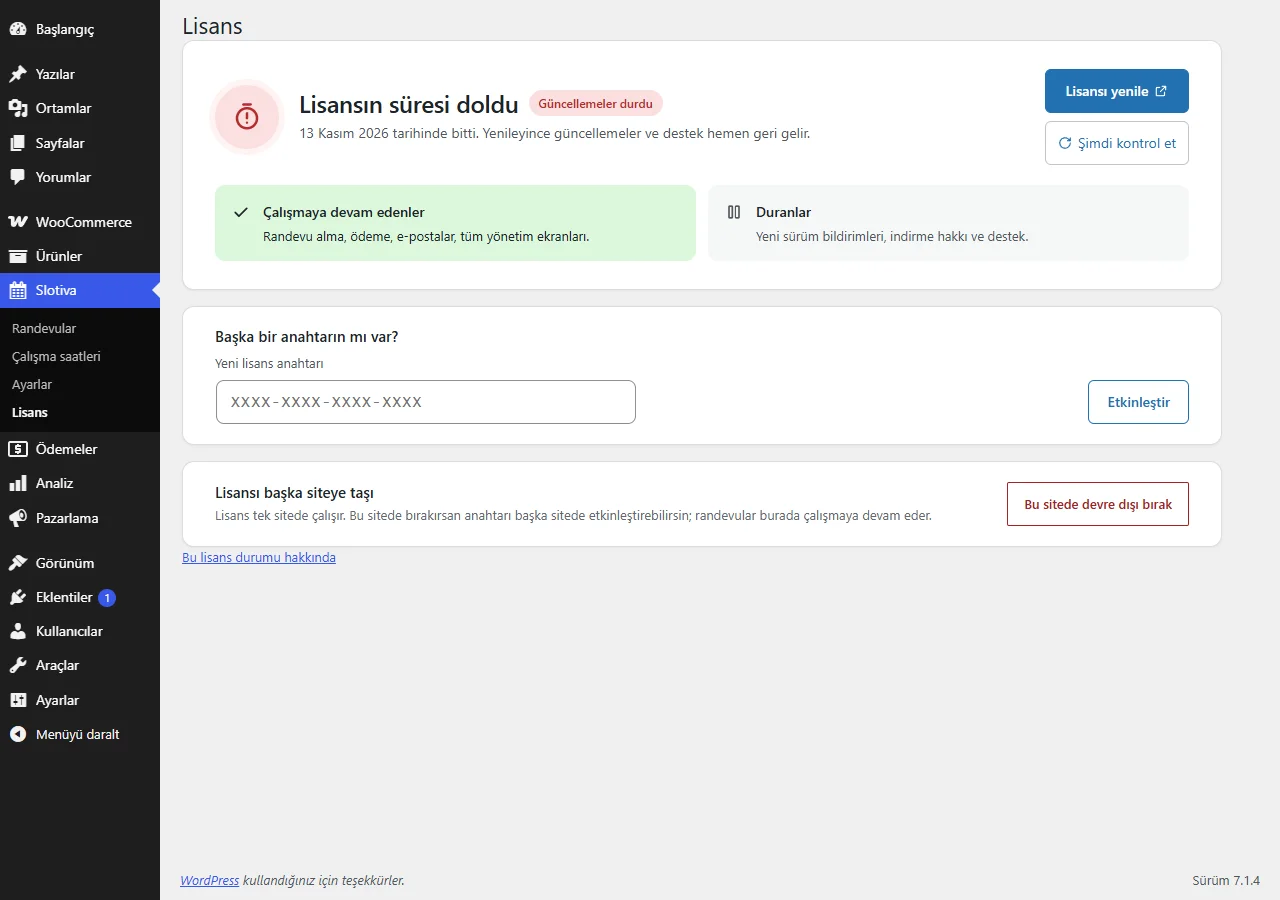 Başlangıç
Yazılar
Ortamlar
Sayfalar
Yorumlar
WooCommerce
Ürünler
Slotiva
Randevular
Çalışma saatleri
Ayarlar
Lisans
Ödemeler
Analiz
Pazarlama
Görünüm
Eklentiler 1
Kullanıcılar
Araçlar
Ayarlar
Menüyü daralt
Lisans
Lisansın süresi doldu Güncellemeler durdu
13 Kasım 2026 tarihinde bitti. Yenileyince güncellemeler ve destek hemen geri gelir.
Lisansı yenile
Şimdi kontrol et
Çalışmaya devam edenler
Randevu alma, ödeme, e-postalar, tüm yönetim ekranları.
Duranlar
Yeni sürüm bildirimleri, indirme hakkı ve destek.
Başka bir anahtarın mı var?
Yeni lisans anahtarı
XXXX-XXXX-XXXX-XXXX
Etkinleştir
Lisansı başka siteye taşı
Lisans tek sitede çalışır. Bu sitede bırakırsan anahtarı başka sitede etkinleştirebilirsin; randevular burada çalışmaya devam eder.
Bu sitede devre dışı bırak
Bu lisans durumu hakkında
WordPress kullandığınız için teşekkürler.
Sürüm 7.1.4